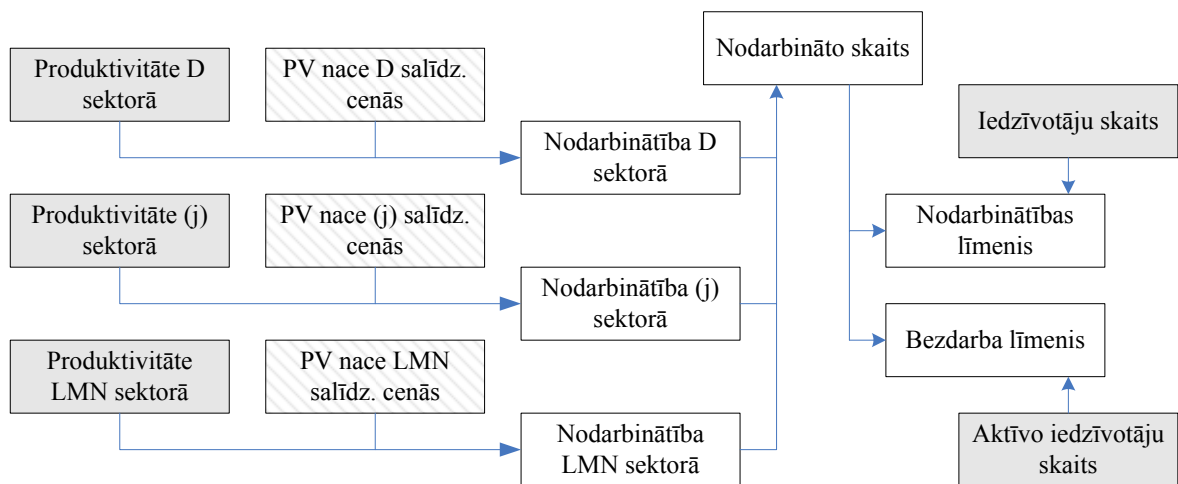 Produktivitāte D
sektorā
PV nace D salīdz.
cenās
Nodarbināto skaits
Iedzīvotāju skaits
Nodarbinātība D
sektorā
Produktivitāte (j)
sektorā
PV nace (j) salīdz.
cenās
Nodarbinātības
līmenis
Nodarbinātība (j)
sektorā
Bezdarba līmenis
Produktivitāte
LMN sektorā
PV nace LMN
salīdz. cenās
Nodarbinātība
LMN sektorā
Aktīvo iedzīvotāju
skaits